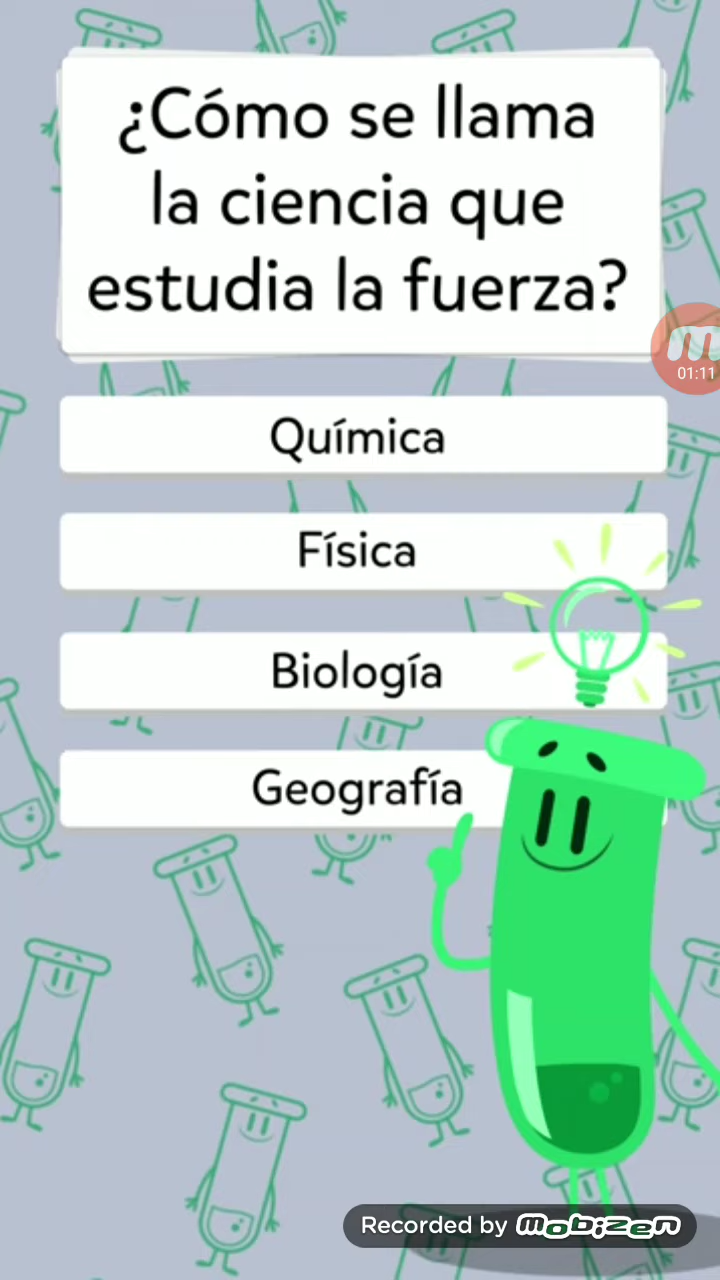 ¿Cómo se llama
la ciencia que
estudia la fuerza?
01:11
Química
Física
Biología
Geografía
Recorded by Mobizen